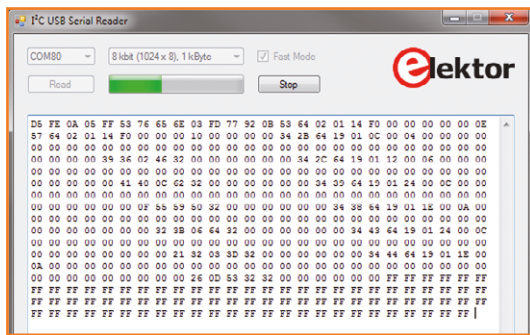 I²C USB Serial Reader
COM80 8 kbit (1024 x 8), 1 kByte Fast Mode
elektor
Read Stop
D5 FE 0A 05 FF 53 76 65 6E 03 FD 77 92 0B 53 64 02 01 14 F0 00 00 00 00 00 0E
57 64 02 01 14 F0 00 00 00 10 00 00 00 00 34 2B 64 19 01 0C 00 04 00 00 00 00
00 00 00 00 00 00 00 00 00 00 00 00 00 00 00 00 00 00 00 00 00 00 00 00 00 00
00 00 00 00 39 36 02 46 32 00 00 00 00 00 00 34 2C 64 19 01 12 00 06 00 00 00
00 00 00 00 00 00 00 00 00 00 00 00 00 00 00 00 00 00 00 00 00 00 00 00 00 00
00 00 00 00 00 41 40 0C 62 32 00 00 00 00 00 00 34 39 64 19 01 24 00 0C 00 00
00 00 00 00 00 00 00 00 00 00 00 00 00 00 00 00 00 00 00 00 00 00 00 00 00 00
00 00 00 00 00 00 0F 55 59 50 32 00 00 00 00 00 00 34 38 64 19 01 1E 00 0A 00
00 00 00 00 00 00 00 00 00 00 00 00 00 00 00 00 00 00 00 00 00 00 00 00 00 00
00 00 00 00 00 00 00 32 3B 06 64 32 00 00 00 00 00 00 34 43 64 19 01 24 00 0C
00 00 00 00 00 00 00 00 00 00 00 00 00 00 00 00 00 00 00 00 00 00 00 00 00 00
00 00 00 00 00 00 00 00 21 32 03 3D 32 00 00 00 00 00 00 34 44 64 19 01 1E 00
0A 00 00 00 00 00 00 00 00 00 00 00 00 00 00 00 00 00 00 00 00 00 00 00 00 00
00 00 00 00 00 00 00 00 00 26 0D 53 32 32 00 00 00 00 00 00 FF FF FF FF FF FF
FF FF FF FF FF FF FF FF FF FF FF FF FF FF FF FF FF FF FF FF FF FF FF FF FF FF
FF FF FF FF FF FF FF FF FF FF FF FF FF FF FF FF FF FF FF FF FF FF FF FF FF FF
FF FF FF FF FF FF FF FF FF FF FF FF FF FF FF FF FF FF FF FF FF FF FF FF FF